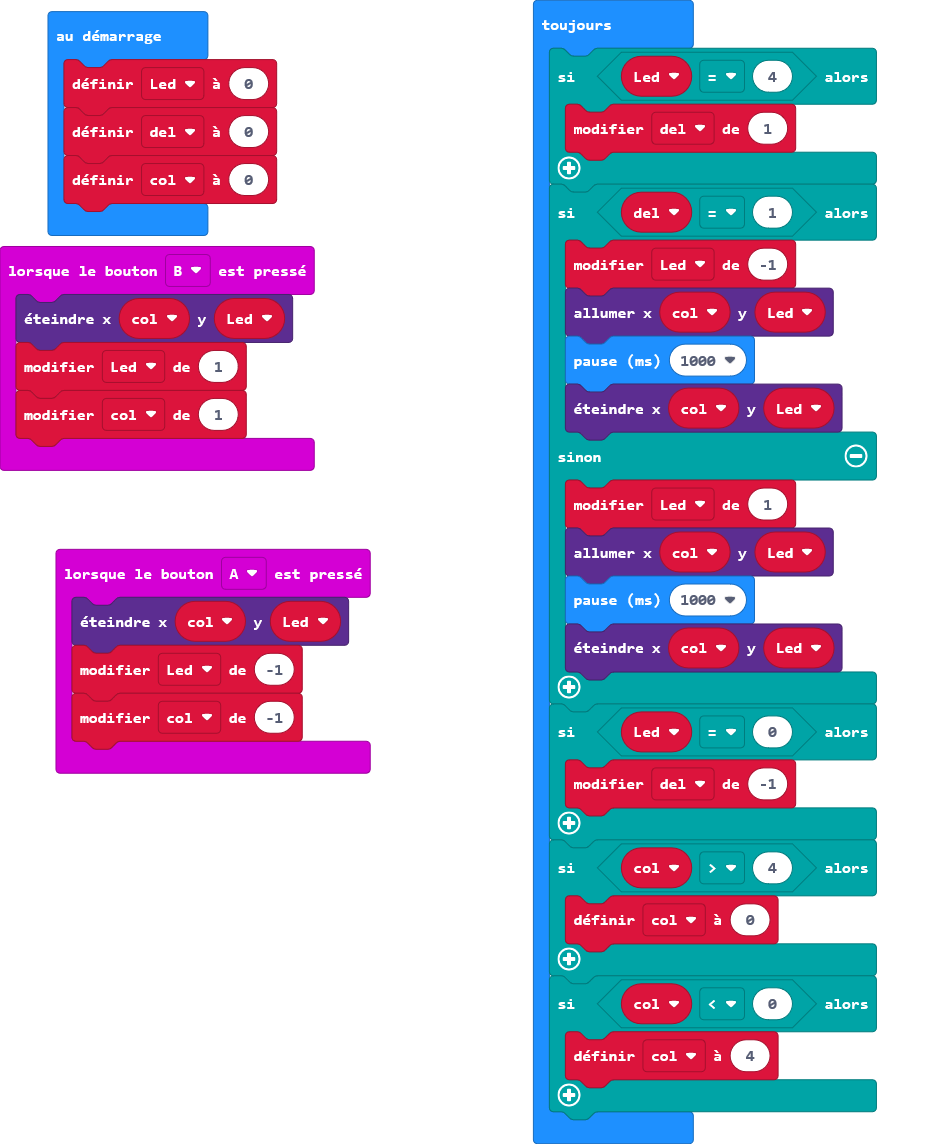 au démarrage
définir Led à 0
définir del à 0
définir col à 0
lorsque le bouton B est pressé
éteindre x col y Led
modifier Led de 1
modifier col de 1
lorsque le bouton A est pressé
éteindre x col y Led
modifier Led de -1
modifier col de -1
toujours
si Led = 4 alors
modifier del de 1
si del = 1 alors
modifier Led de -1
allumer x col y Led
pause (ms) 1000
éteindre x col y Led
sinon
modifier Led de 1
allumer x col y Led
pause (ms) 1000
éteindre x col y Led
si Led = 0 alors
modifier del de -1
si col > 4 alors
définir col à 0
si col < 0 alors
définir col à 4